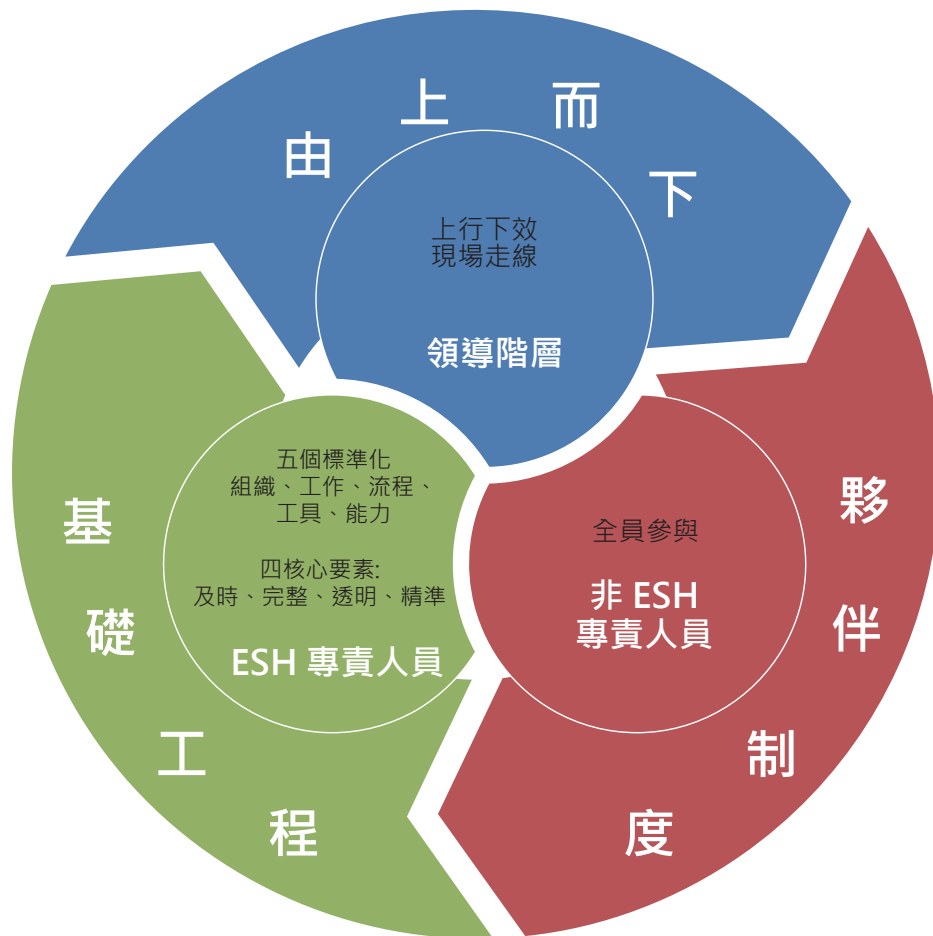 由上而下
上行下效
現場走線
領導階層
夥伴制度
全員參與
非 ESH
專責人員
基礎工程
五個標準化
組織、工作、流程、
工具、能力
四核心要素:
及時、完整、透明、精準
ESH 專責人員